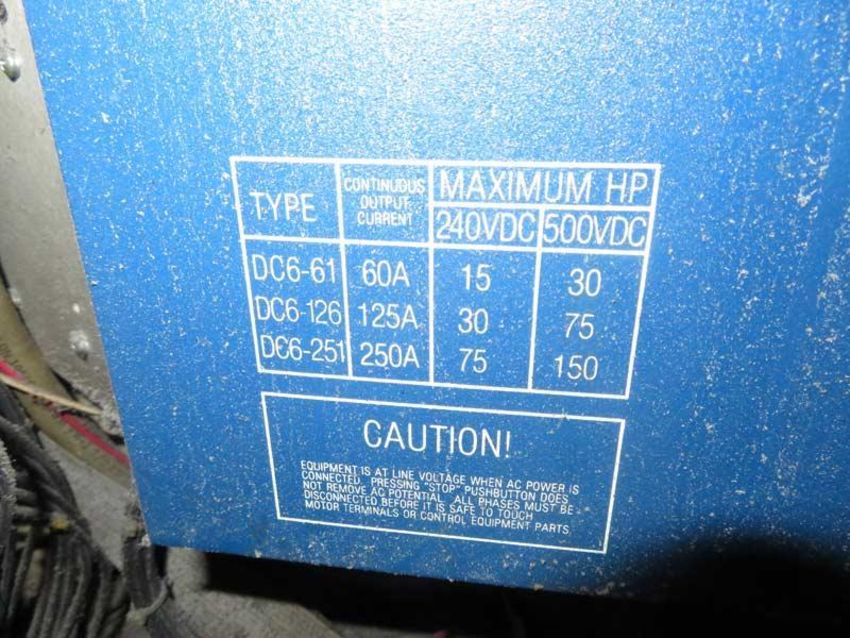 TYPE CONTINUOUS OUTPUT CURRENT MAXIMUM HP
240VDC 500VDC
DC6-61 60A 15 30
DC6-126 125A 30 75
DC6-251 250A 75 150
CAUTION!
EQUIPMENT IS AT LINE VOLTAGE WHEN AC POWER IS
CONNECTED. PRESSING "STOP" PUSHBUTTON DOES
NOT REMOVE AC POTENTIAL. ALL PHASES MUST BE
DISCONNECTED BEFORE IT IS SAFE TO TOUCH
MOTOR TERMINALS OR CONTROL EQUIPMENT PARTS.